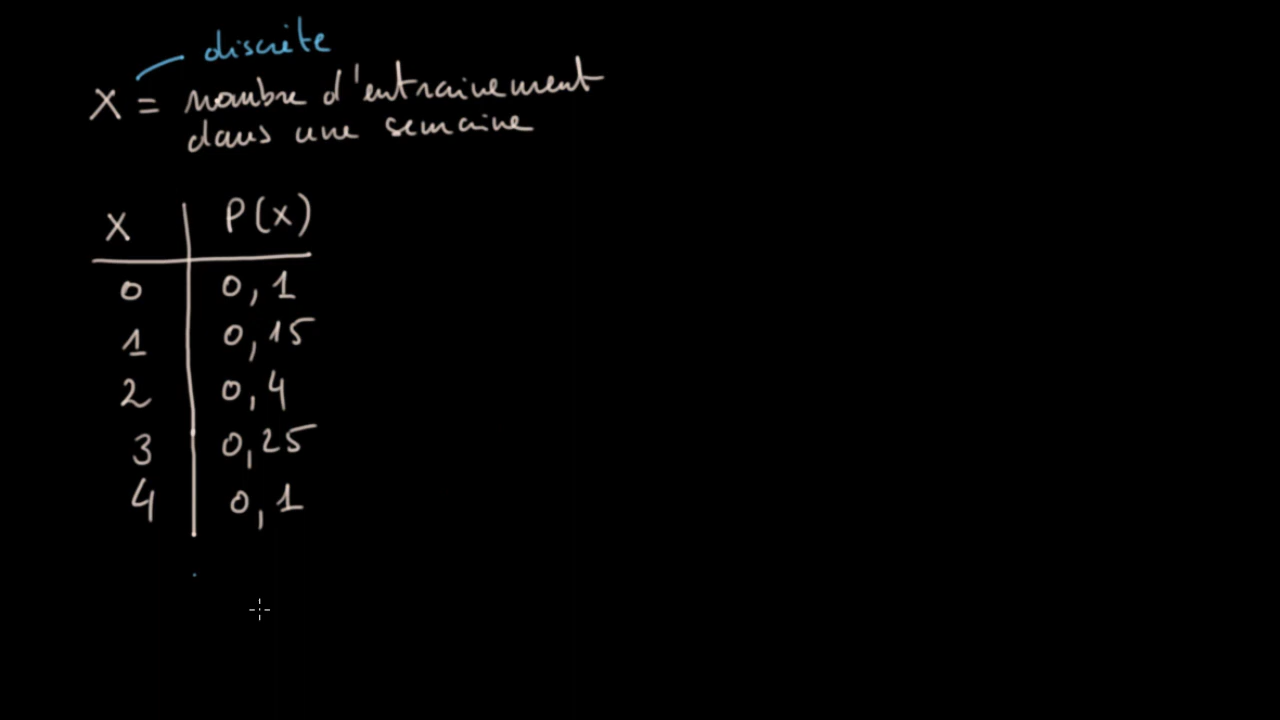 discrète
X = nombre d'entrainement
dans une semaine
X P(x)
0 0,1
1 0,15
2 0,4
3 0,25
4 0,1